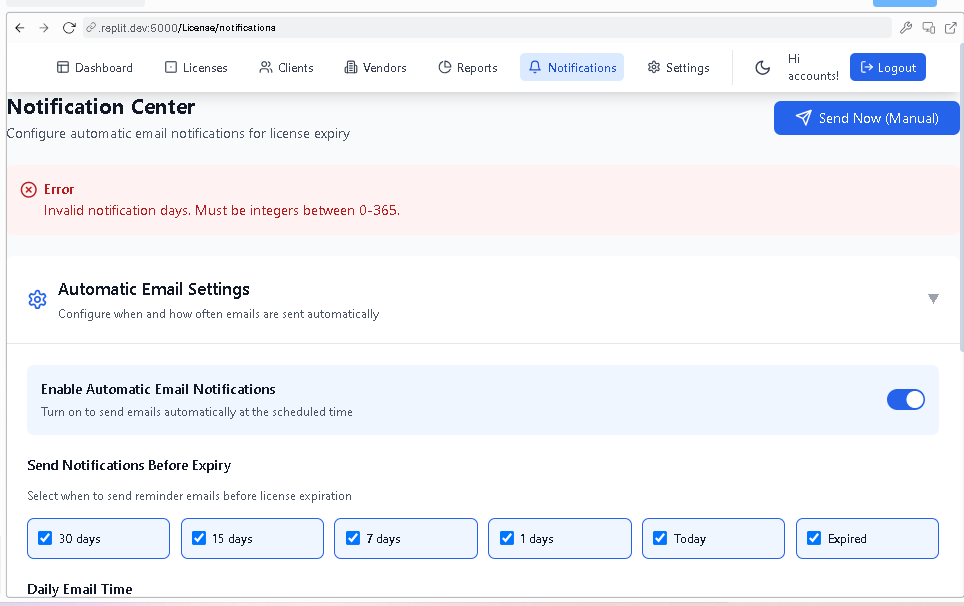 .replit.dev:5000/License/notifications
Dashboard Licenses Clients Vendors Reports Notifications Settings Hi accounts! Logout
Notification Center
Configure automatic email notifications for license expiry
Send Now (Manual)
Error
Invalid notification days. Must be integers between 0-365.
Automatic Email Settings
Configure when and how often emails are sent automatically
▼
Enable Automatic Email Notifications
Turn on to send emails automatically at the scheduled time
Send Notifications Before Expiry
Select when to send reminder emails before license expiration
30 days 15 days 7 days 1 days Today Expired
Daily Email Time